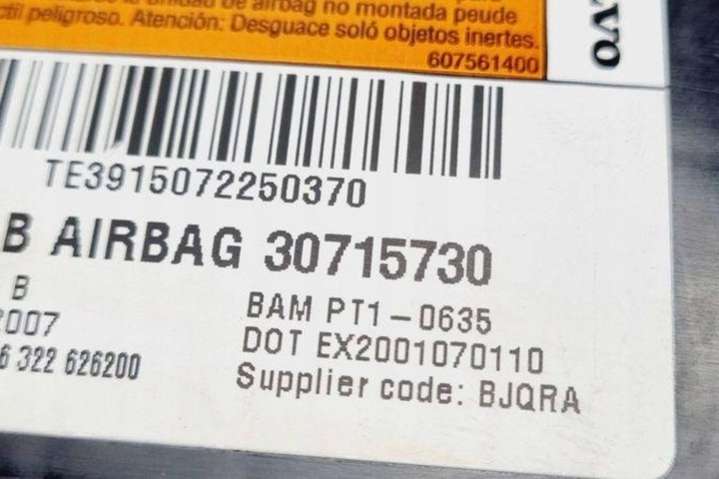 unidad de airbag no montada peude
peligroso. Atención: Desguace soló objetos inertes.
607561400
TE3915072250370
B AIRBAG 30715730
B
BAM PT1-0635
2007
DOT EX2001070110
6 322 626200
Supplier code: BJQRA